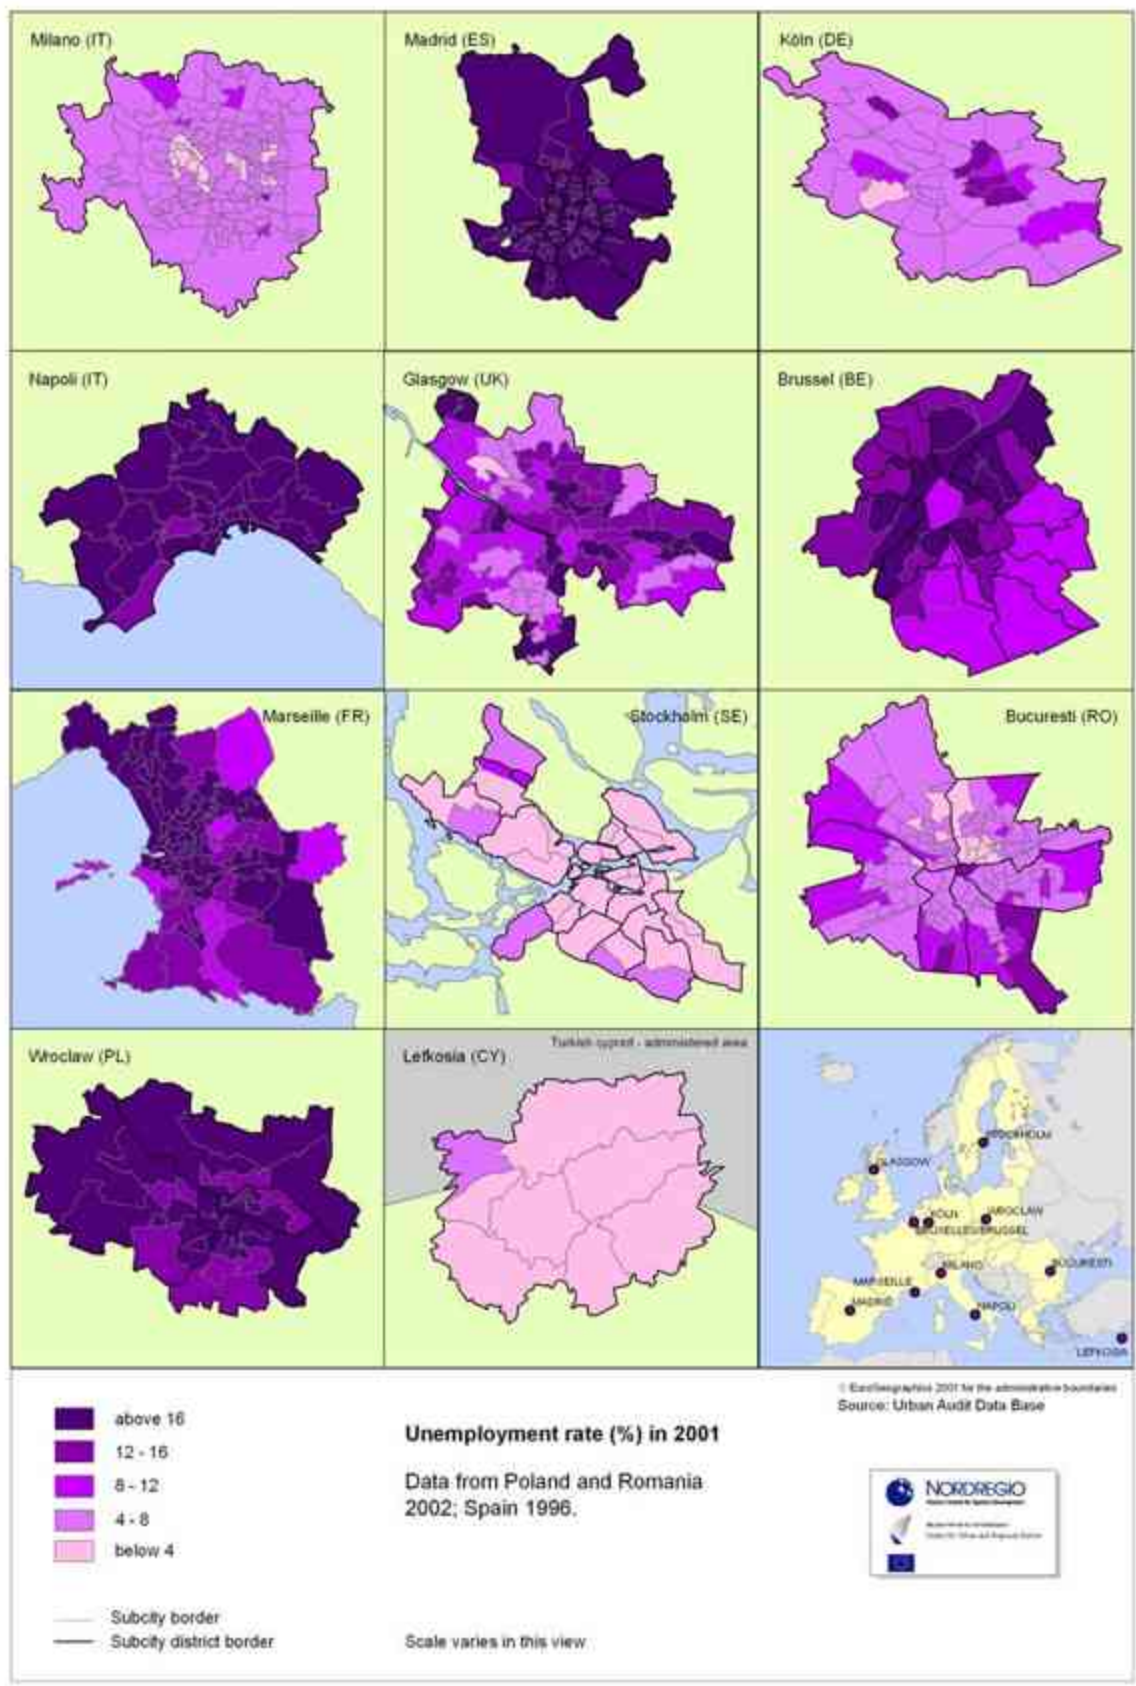 Milano (IT)
Madrid (ES)
Köln (DE)
Napoli (IT)
Glasgow (UK)
Brussel (BE)
Marseille (FR)
Stockholm (SE)
Bucuresti (RO)
Wroclaw (PL)
Lefkosia (CY)
Turkish cypriot - administered area
STOCKHOLM
GLASGOW
KÖLN
WROCLAW
BRUXELLES/BRUSSEL
MILANO
BUCURESTI
MARSEILLE
MADRID
NAPOLI
LEFKOSIA
© EuroGeographics 2001 for the administrative boundaries
Source: Urban Audit Data Base
above 16
12 - 16
8 - 12
4 - 8
below 4
Unemployment rate (%) in 2001
Data from Poland and Romania
2002; Spain 1996.
NORDREGIO
Subcity border
Subcity district border
Scale varies in this view